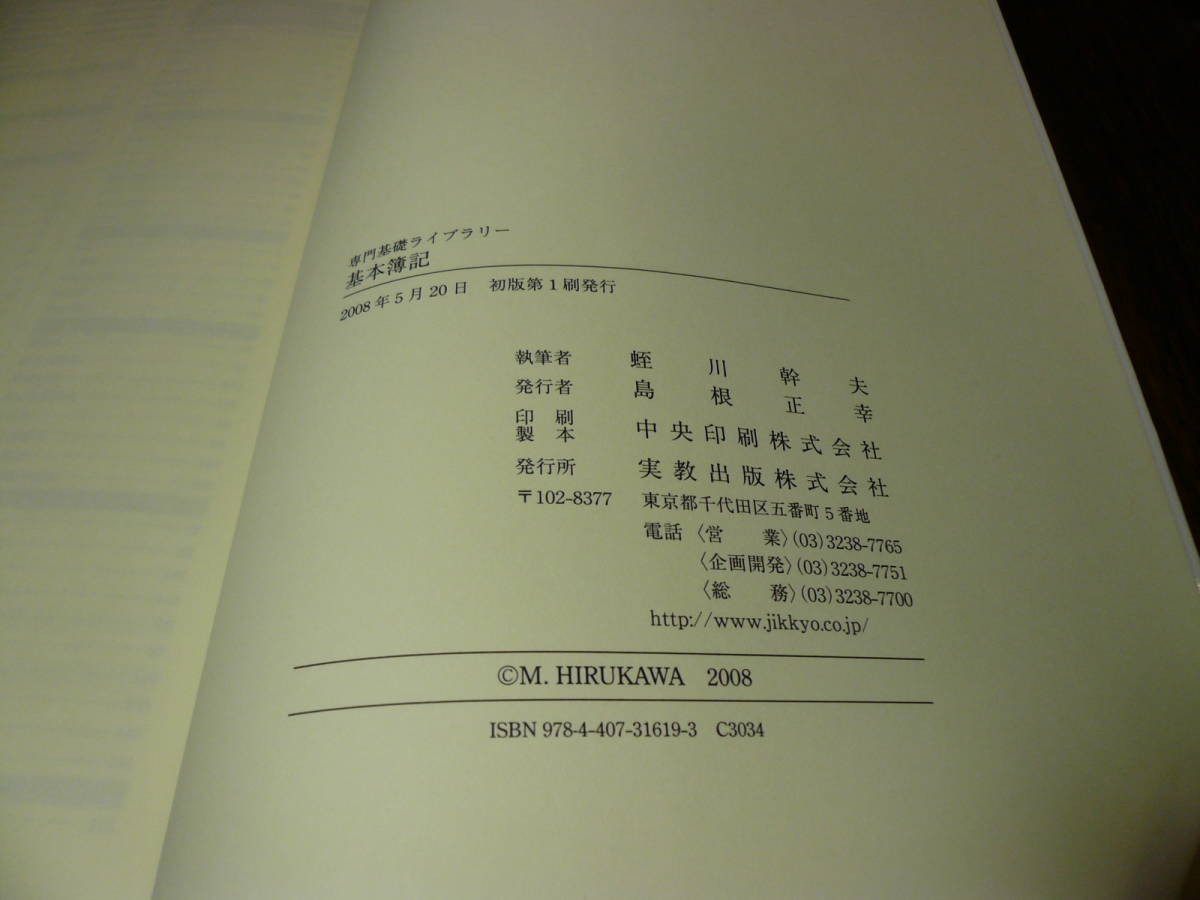 専門基礎ライブラリー
基本簿記
2008年5月20日 初版第1刷発行
執筆者 蛭川幹夫
発行者 島根正幸
印刷
製本 中央印刷株式会社
発行所 実教出版株式会社
〒102-8377 東京都千代田区五番町5番地
電話〈営業〉(03)3238-7765
〈企画開発〉(03)3238-7751
〈総務〉(03)3238-7700
http://www.jikkyo.co.jp/
©M. HIRUKAWA 2008
ISBN 978-4-407-31619-3 C3034